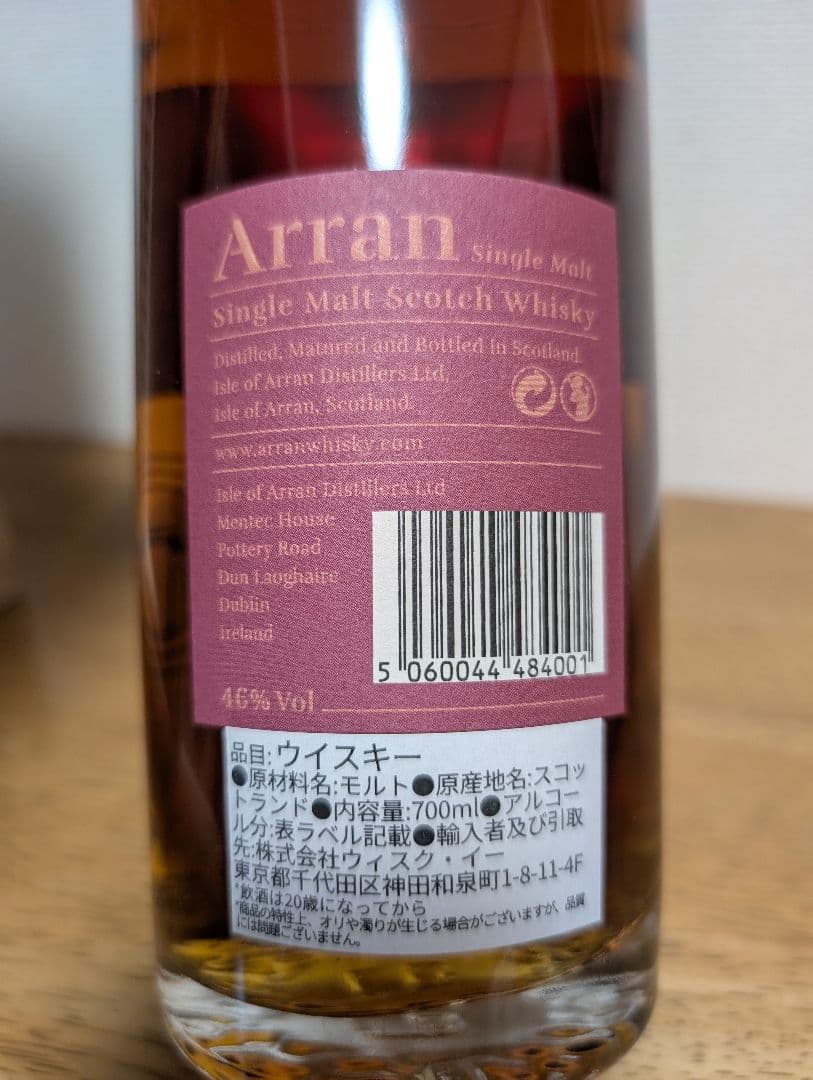 Arran Single Malt
Single Malt Scotch Whisky
Distilled, Matured and Bottled in Scotland.
Isle of Arran Distillers Ltd,
Isle of Arran, Scotland.
www.arranwhisky.com
Isle of Arran Distillers Ltd
Mentec House
Pottery Road
Dun Laoghaire
Dublin
Ireland
5 060044 484001
46% Vol
品目:ウイスキー
●原材料名:モルト●原産地名:スコッ
トランド●内容量:700ml●アルコー
ル分:表ラベル記載●輸入者及び引取
先:株式会社ウィスク・イー
東京都千代田区神田和泉町1-8-11-4F
*飲酒は20歳になってから
*商品の特性上、オリや濁りが生じる場合がございますが、品質
には問題ございません。